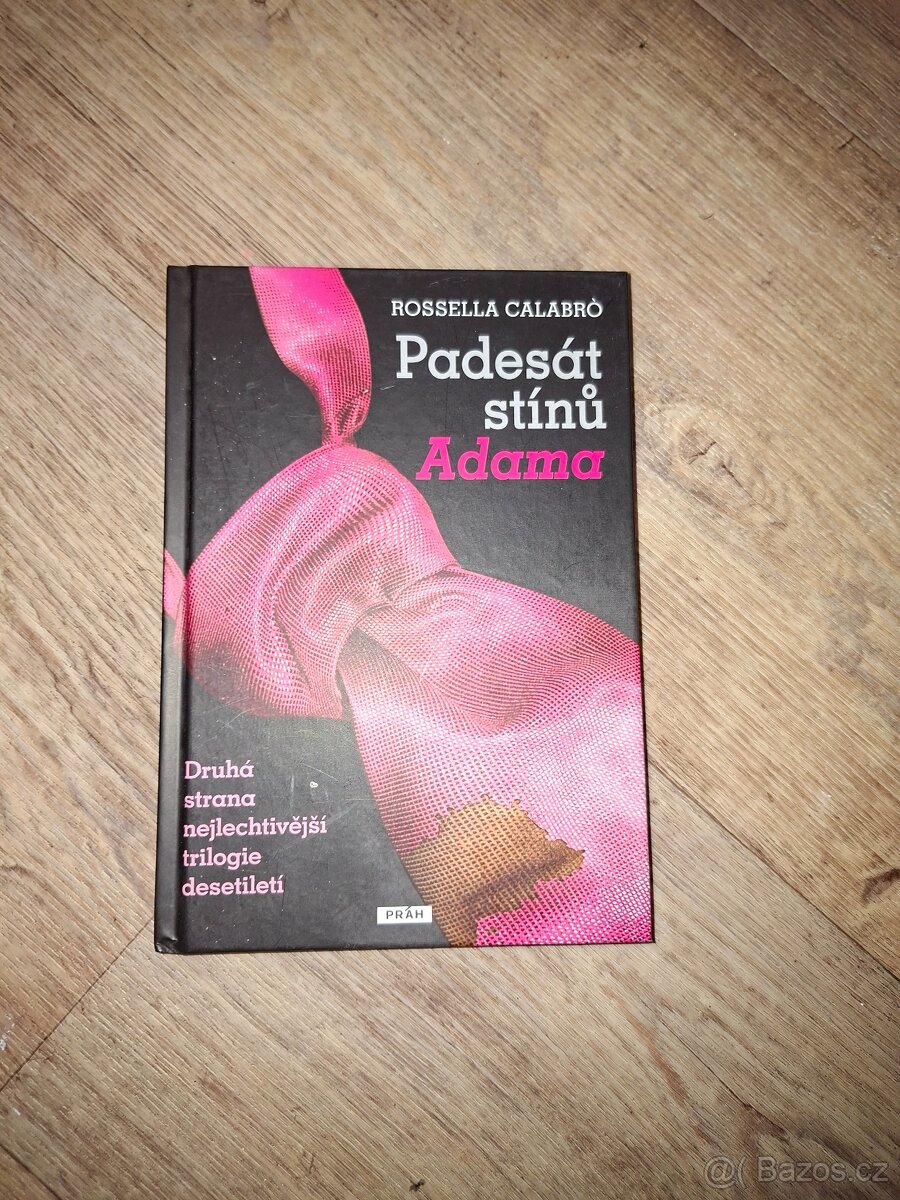 ROSSELLA CALABRÒ
Padesát
stínů
Adama
Druhá
strana
nejlechtivější
trilogie
desetiletí
PRÁH
@( Bazos.cz